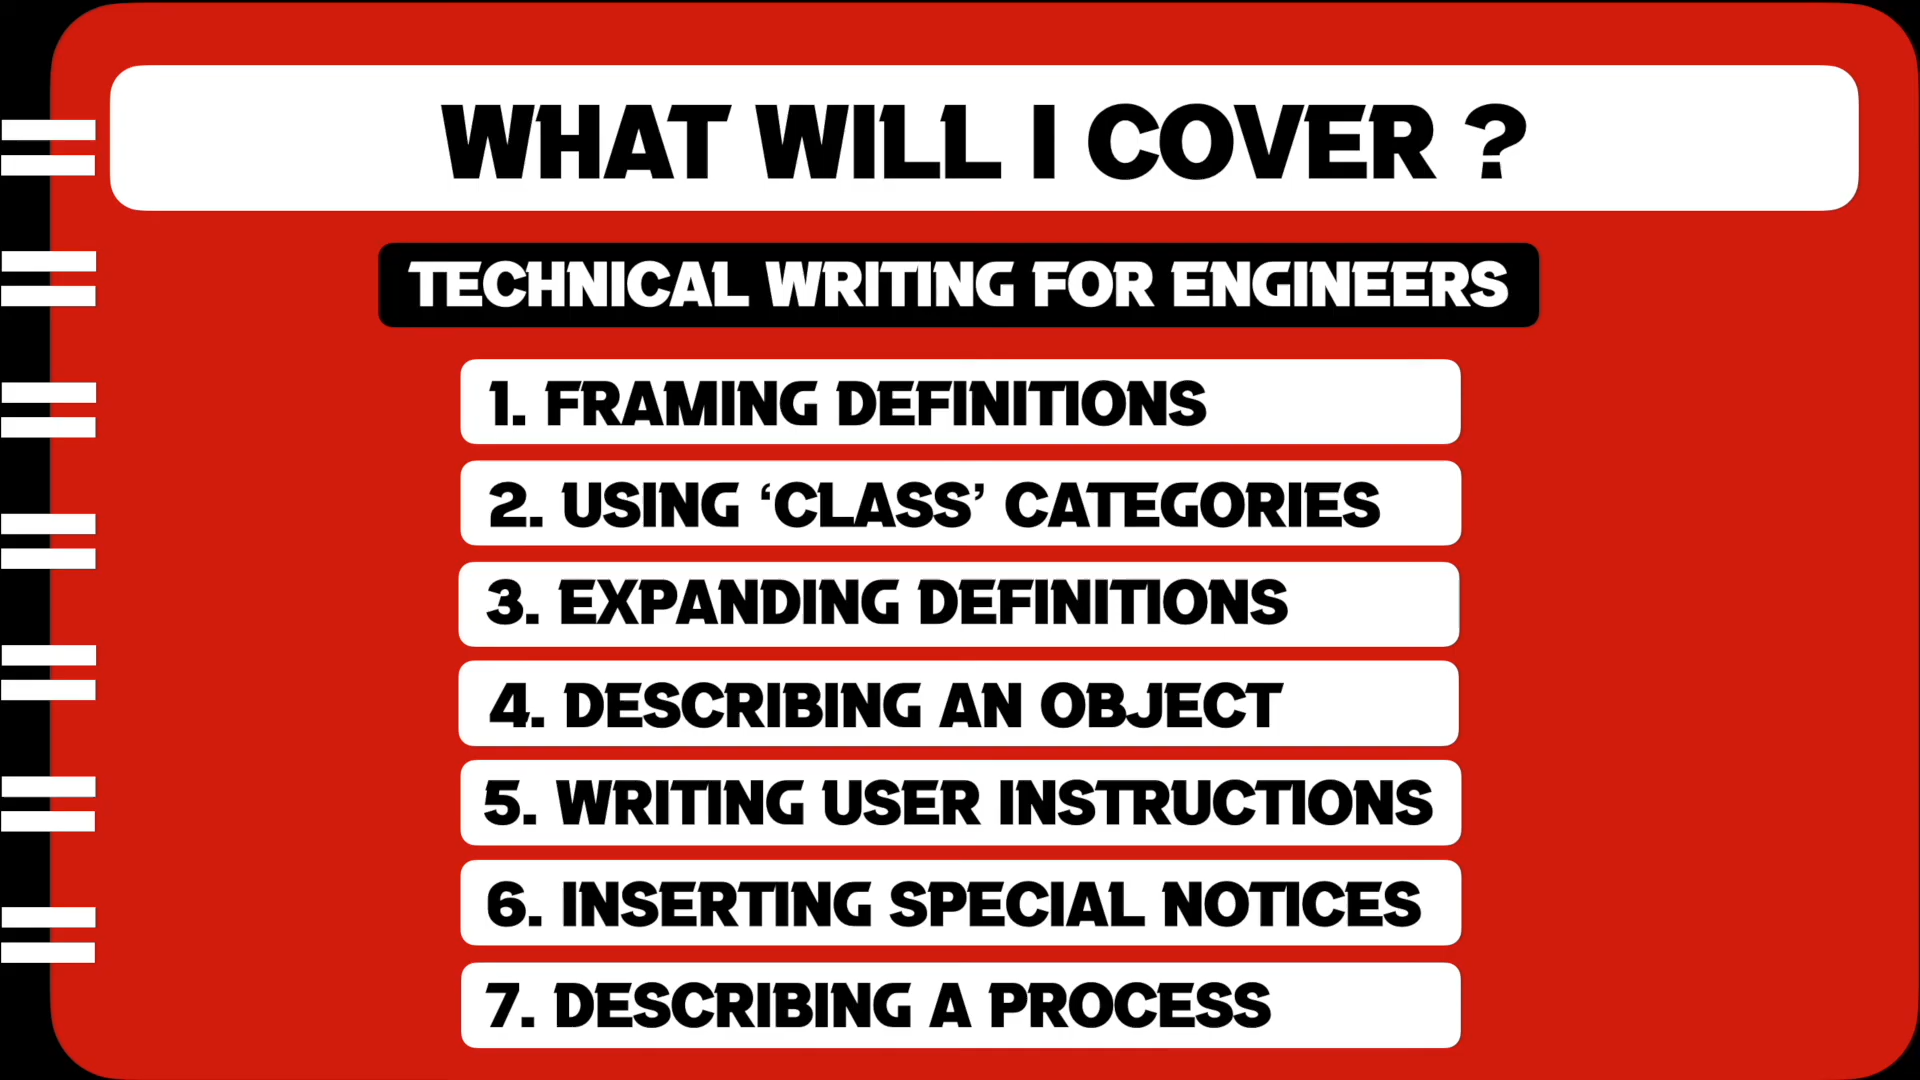 WHAT WILL I COVER ?
TECHNICAL WRITING FOR ENGINEERS
1. FRAMING DEFINITIONS
2. USING ‘CLASS’ CATEGORIES
3. EXPANDING DEFINITIONS
4. DESCRIBING AN OBJECT
5. WRITING USER INSTRUCTIONS
6. INSERTING SPECIAL NOTICES
7. DESCRIBING A PROCESS